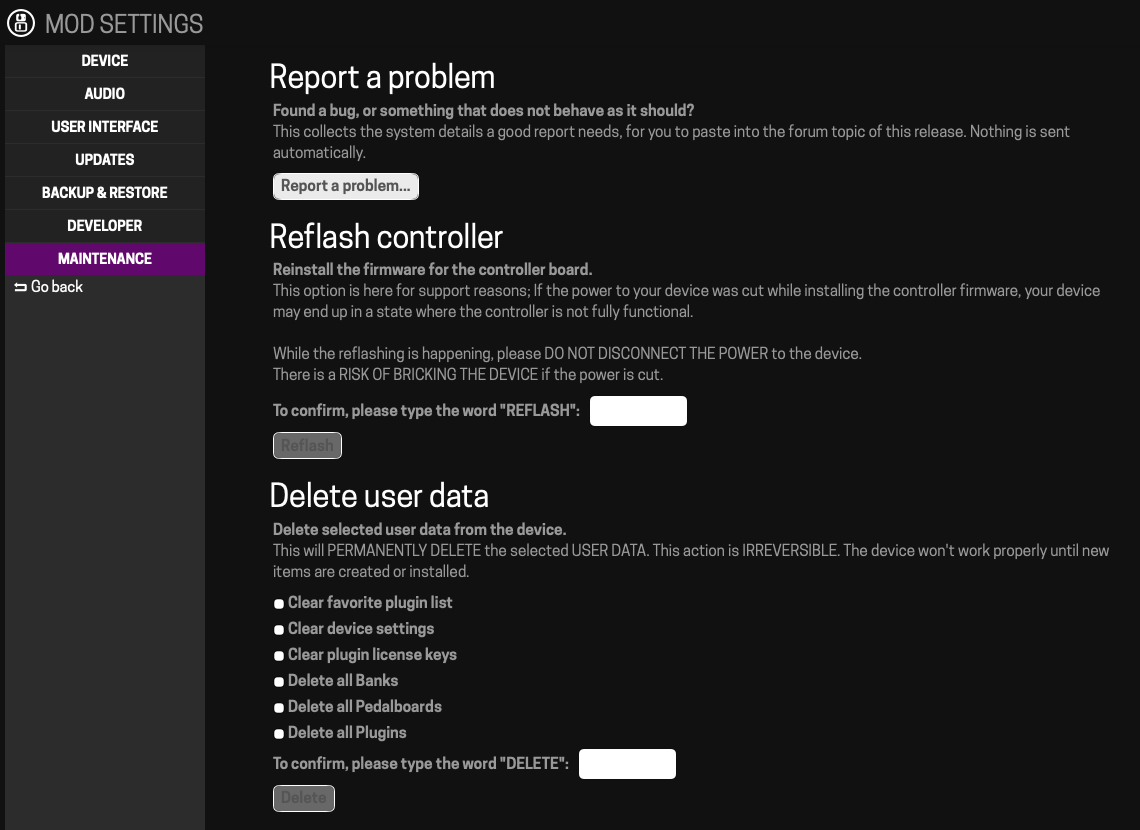 MOD SETTINGS
DEVICE
AUDIO
USER INTERFACE
UPDATES
BACKUP & RESTORE
DEVELOPER
MAINTENANCE
Go back
Report a problem
Found a bug, or something that does not behave as it should?
This collects the system details a good report needs, for you to paste into the forum topic of this release. Nothing is sent
automatically.
Report a problem...
Reflash controller
Reinstall the firmware for the controller board.
This option is here for support reasons; If the power to your device was cut while installing the controller firmware, your device
may end up in a state where the controller is not fully functional.
While the reflashing is happening, please DO NOT DISCONNECT THE POWER to the device.
There is a RISK OF BRICKING THE DEVICE if the power is cut.
To confirm, please type the word "REFLASH":
Reflash
Delete user data
Delete selected user data from the device.
This will PERMANENTLY DELETE the selected USER DATA. This action is IRREVERSIBLE. The device won't work properly until new
items are created or installed.
Clear favorite plugin list
Clear device settings
Clear plugin license keys
Delete all Banks
Delete all Pedalboards
Delete all Plugins
To confirm, please type the word "DELETE":
Delete